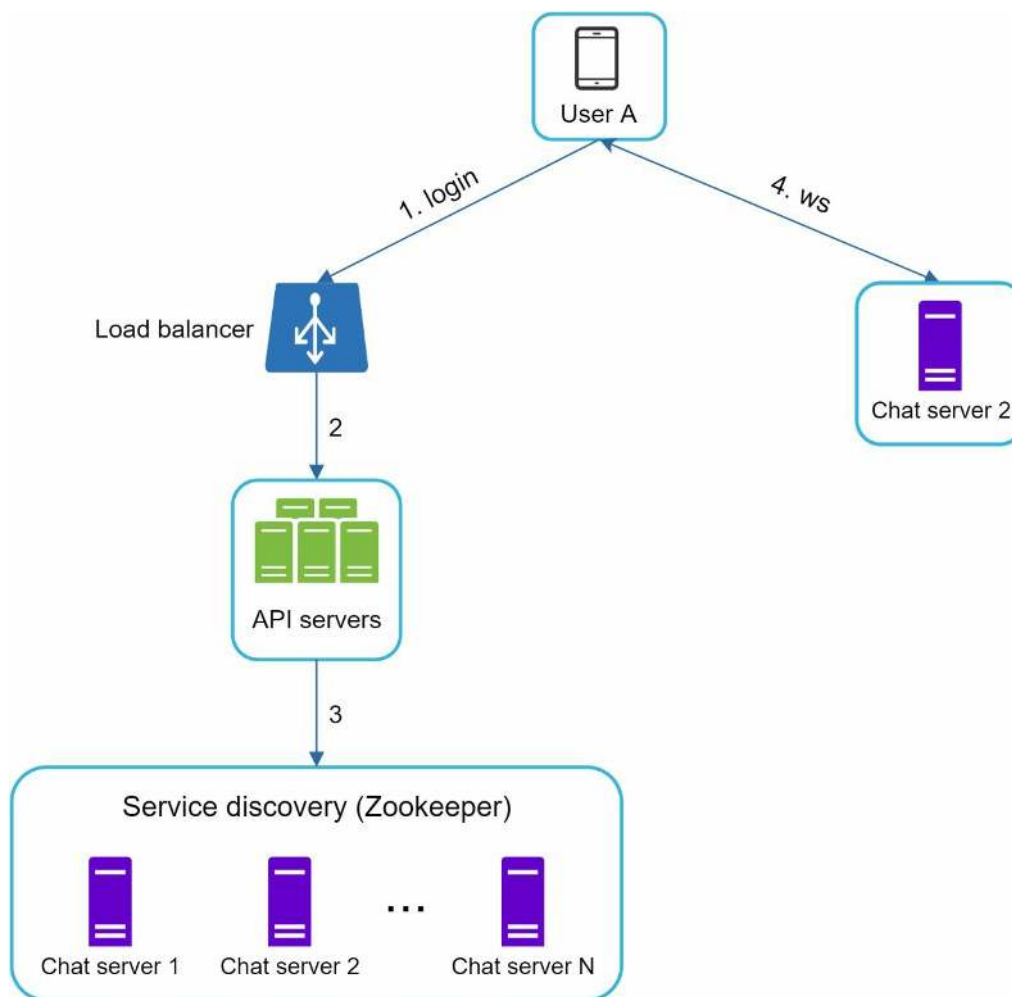 User A
1. login
4. ws
Load balancer
Chat server 2
2
API servers
3
Service discovery (Zookeeper)
...
Chat server 1
Chat server 2
Chat server N